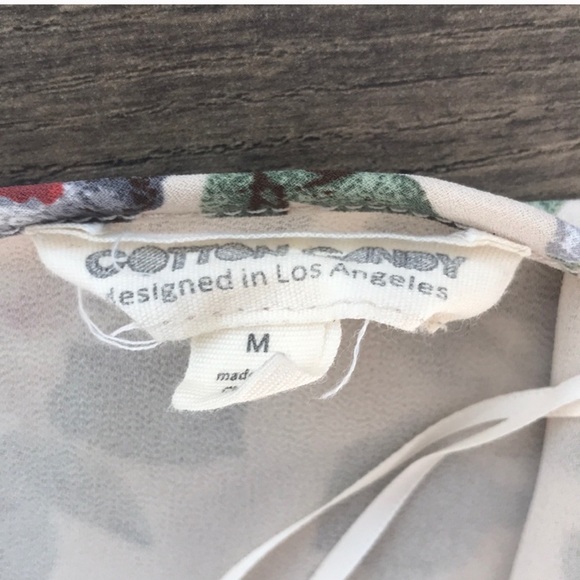 COTTON CANDY
designed in Los Angeles
M
made